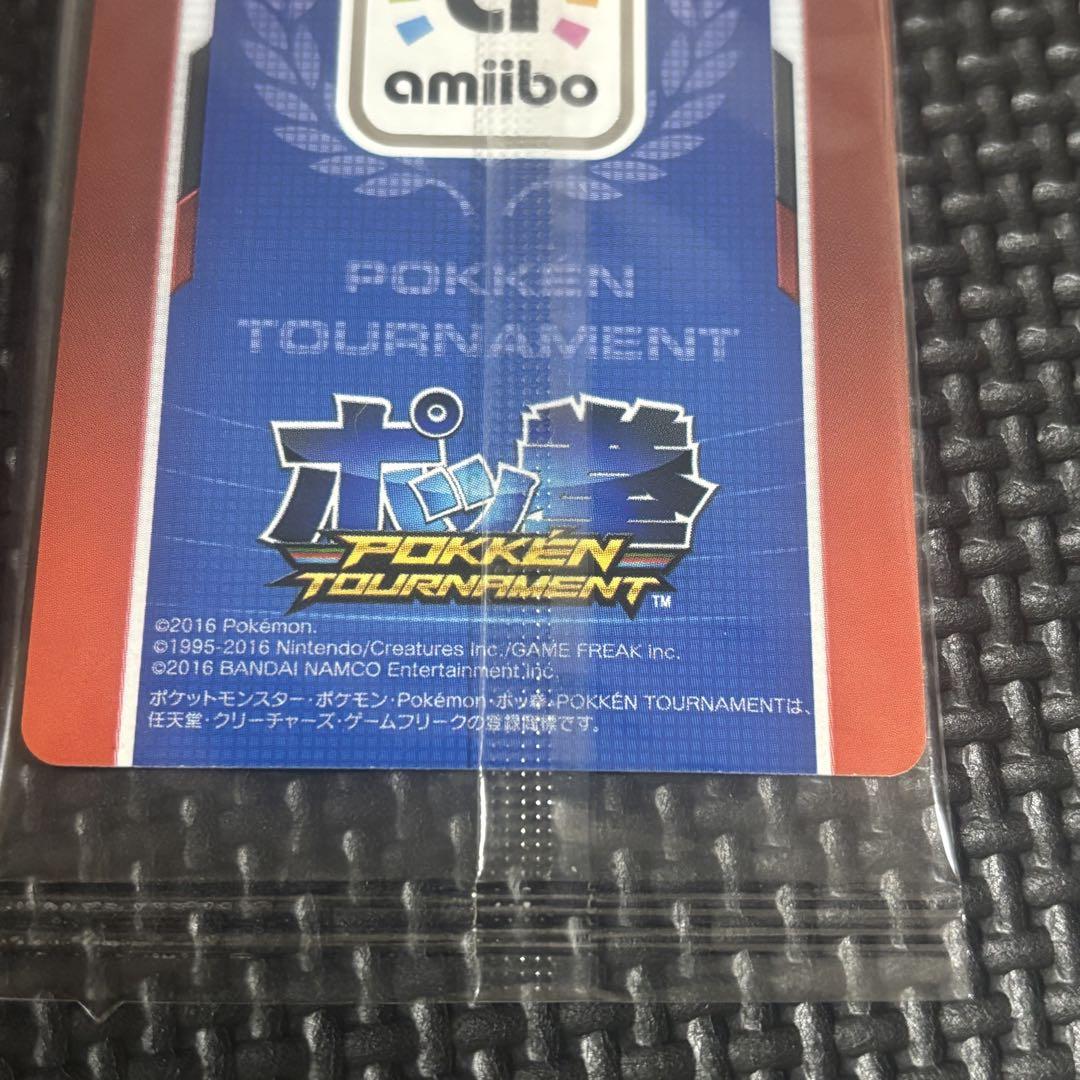 amiibo
POKKÉN
TOURNAMENT
ポッ拳
POKKÉN
TOURNAMENT™
©2016 Pokémon.
©1995-2016 Nintendo/Creatures Inc./GAME FREAK inc.
©2016 BANDAI NAMCO Entertainment Inc.
ポケットモンスター・ポケモン・Pokémon・ポッ拳・POKKÉN TOURNAMENTは、
任天堂・クリーチャーズ・ゲームフリークの登録商標です。